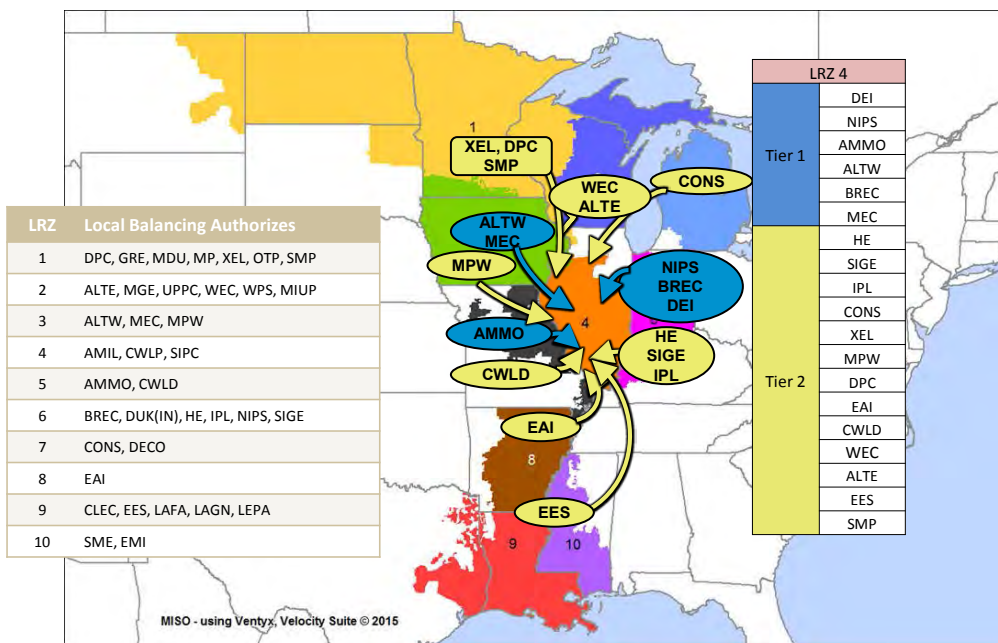 LRZ Local Balancing Authorizes
1 DPC, GRE, MDU, MP, XEL, OTP, SMP
2 ALTE, MGE, UPPC, WEC, WPS, MIUP
3 ALTW, MEC, MPW
4 AMIL, CWLP, SIPC
5 AMMO, CWLD
6 BREC, DUK(IN), HE, IPL, NIPS, SIGE
7 CONS, DECO
8 EAI
9 CLEC, EES, LAFA, LAGN, LEPA
10 SME, EMI
1
XEL, DPC
SMP
WEC
ALTE
CONS
ALTW
MEC
MPW
NIPS
BREC
DEI
4
AMMO
HE
SIGE
IPL
CWLD
EAI
8
EES
9
10
MISO - using Ventyx, Velocity Suite © 2015
LRZ 4
Tier 1
DEI
NIPS
AMMO
ALTW
BREC
MEC
Tier 2
HE
SIGE
IPL
CONS
XEL
MPW
DPC
EAI
CWLD
WEC
ALTE
EES
SMP